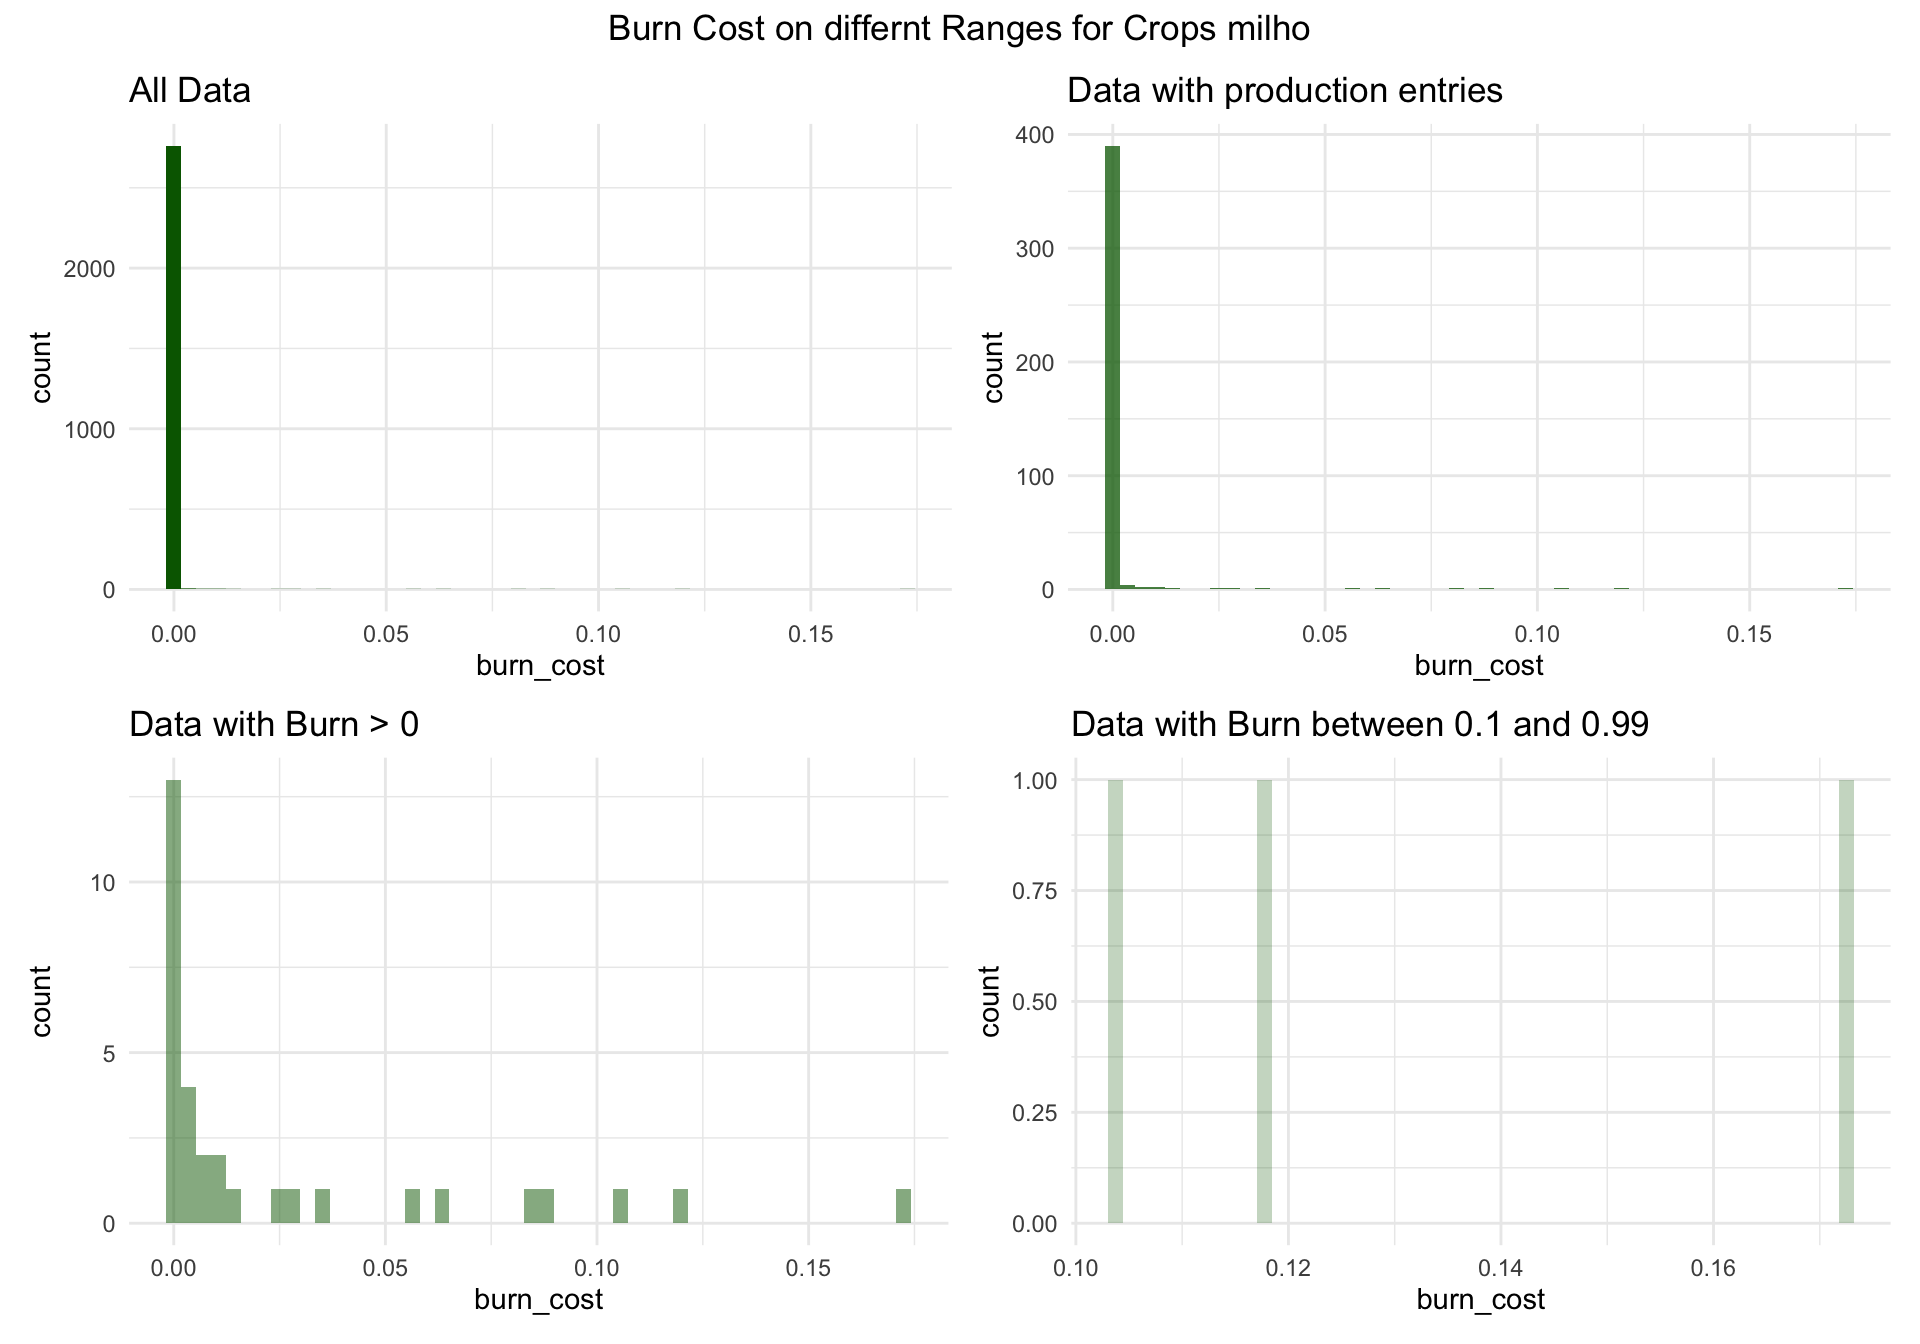 Burn Cost on differnt Ranges for Crops milho
All Data
count
2000
1000
0
0.00 0.05 0.10 0.15
burn_cost
Data with production entries
count
400
300
200
100
0
0.00 0.05 0.10 0.15
burn_cost
Data with Burn > 0
count
10
5
0
0.00 0.05 0.10 0.15
burn_cost
Data with Burn between 0.1 and 0.99
count
1.00
0.75
0.50
0.25
0.00
0.10 0.12 0.14 0.16
burn_cost